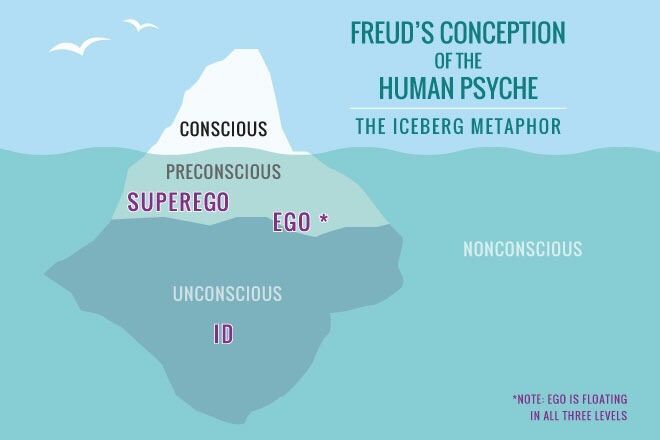 FREUD'S CONCEPTION
OF THE
HUMAN PSYCHE
THE ICEBERG METAPHOR
CONSCIOUS
PRECONSCIOUS
SUPEREGO
EGO *
NONCONSCIOUS
UNCONSCIOUS
ID
*NOTE: EGO IS FLOATING
IN ALL THREE LEVELS